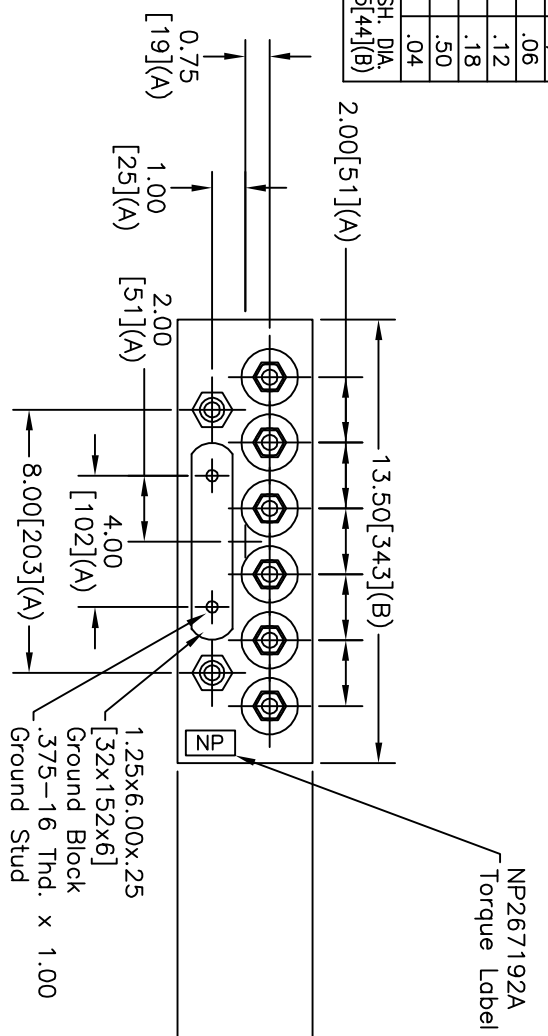 SH. DIA.
5[44](B)
.06
.12
.18
.50
.04
2.00[51](A)
0.75
[19](A)
1.00
[25](A)
2.00
[51](A)
13.50[343](B)
4.00
[102](A)
8.00[203](A)
NP
NP267192A
Torque Label
1.25x6.00x.25
[32x152x6]
Ground Block
.375-16 Thd. x 1.00
Ground Stud